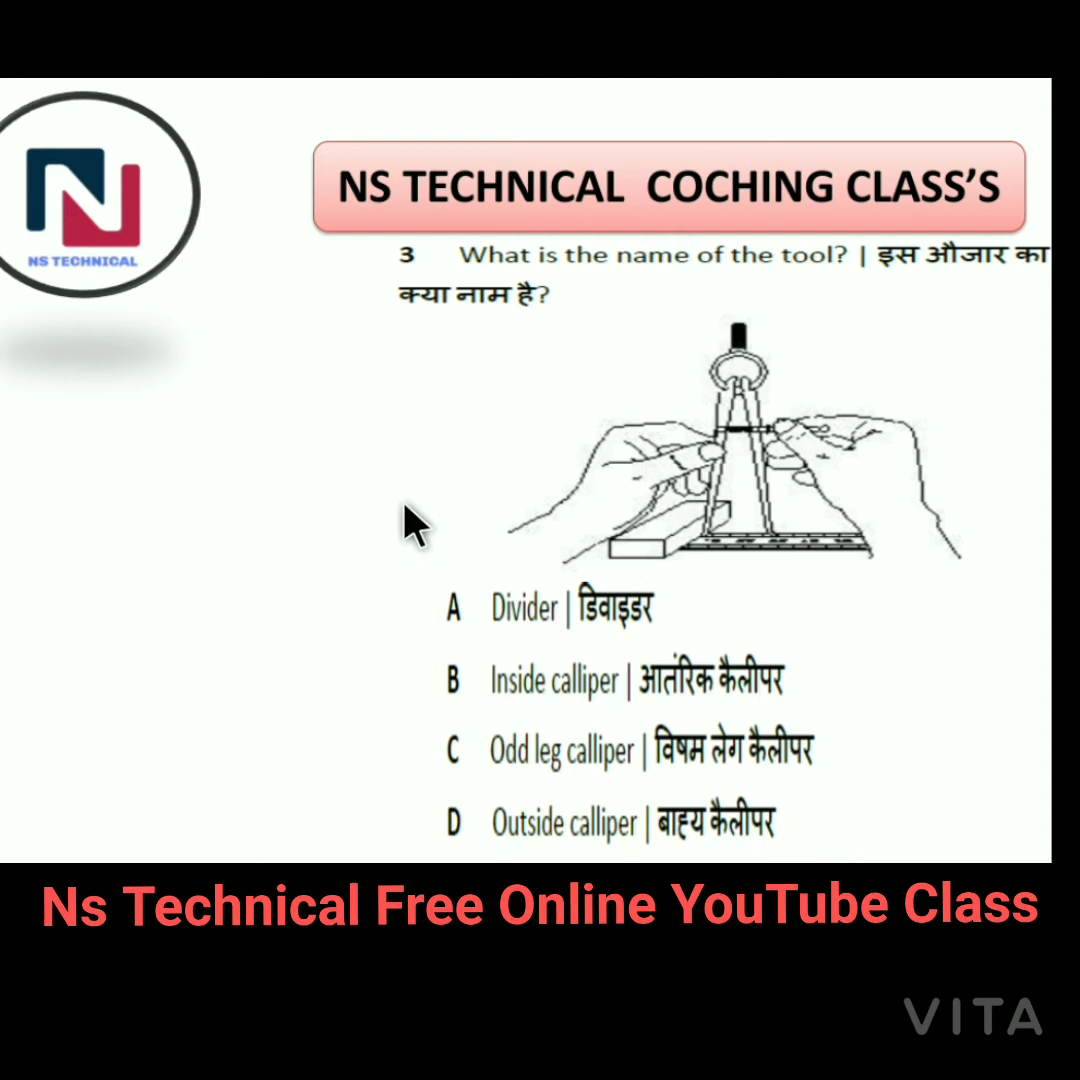 NS TECHNICAL COCHING CLASS’S
NS TECHNICAL
3 What is the name of the tool? | इस औजार का
क्या नाम है?
A Divider | डिवाइडर
B Inside calliper | आतंरिक कैलीपर
C Odd leg calliper | विषम लेग कैलीपर
D Outside calliper | बाह्य कैलीपर
Ns Technical Free Online YouTube Class
VITA